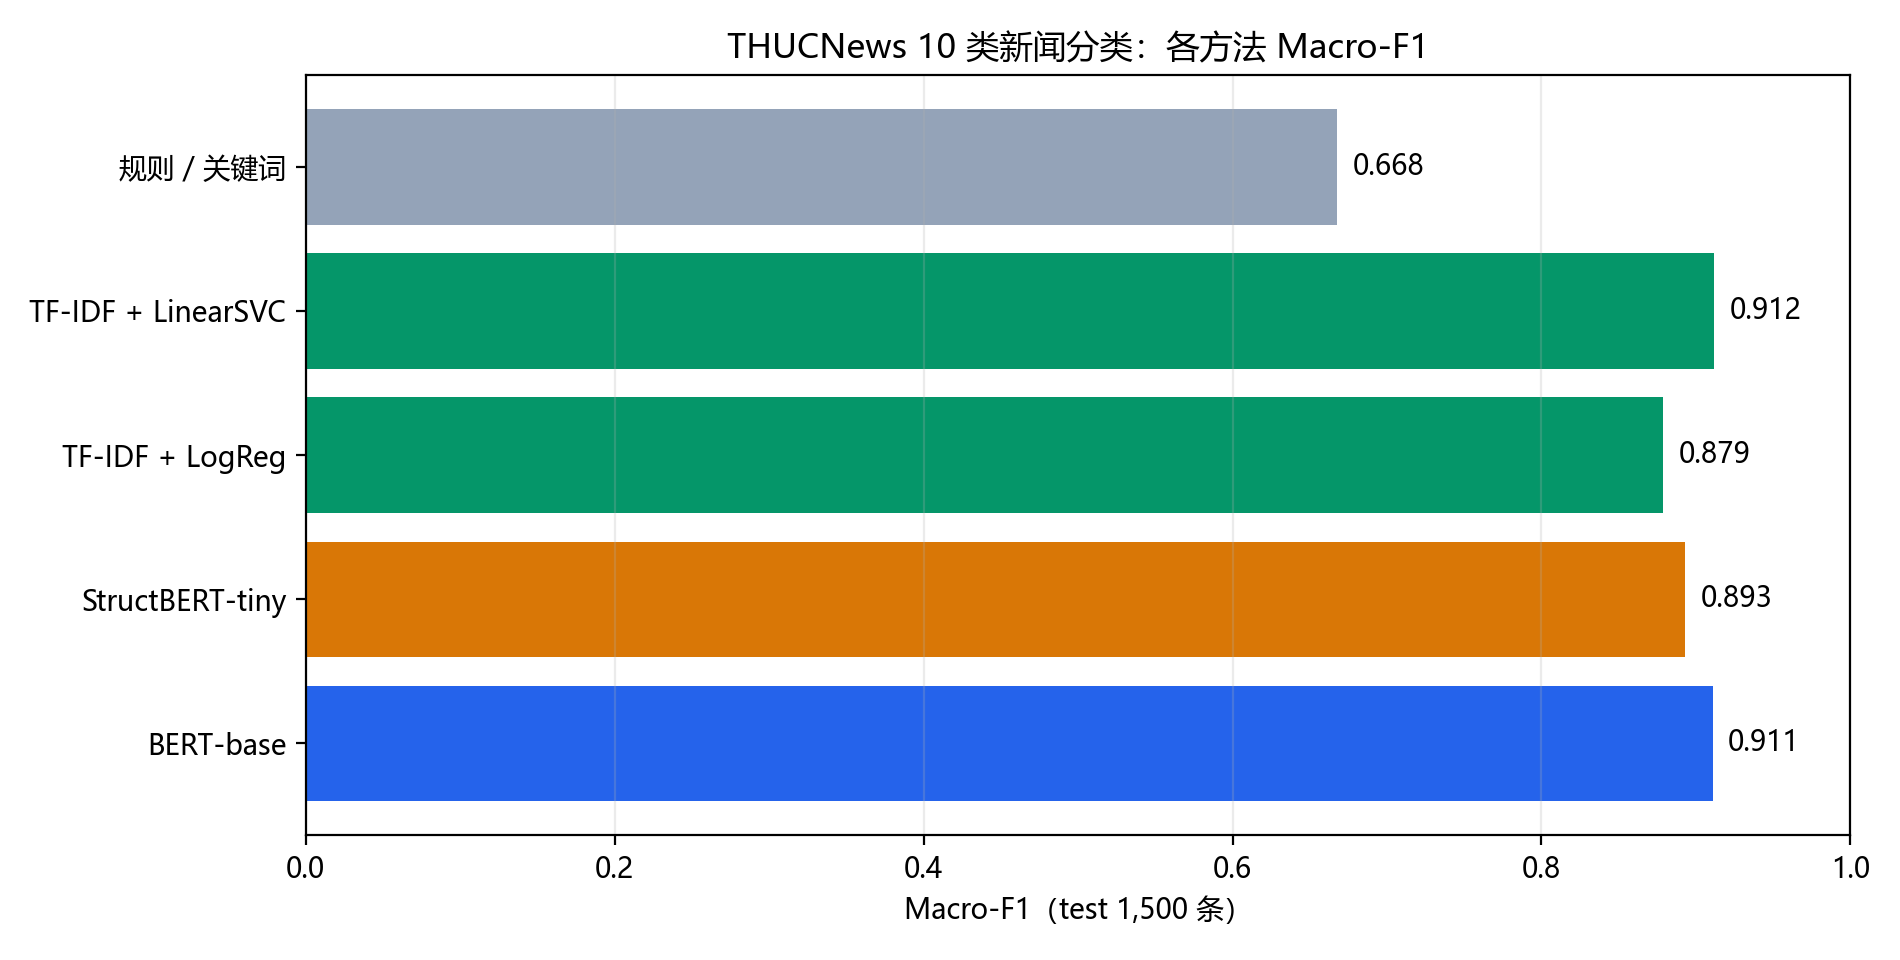 THUCNews 10 类新闻分类：各方法 Macro-F1
规则 / 关键词
0.668
TF-IDF + LinearSVC
0.912
TF-IDF + LogReg
0.879
StructBERT-tiny
0.893
BERT-base
0.911
0.0 0.2 0.4 0.6 0.8 1.0
Macro-F1（test 1,500 条）